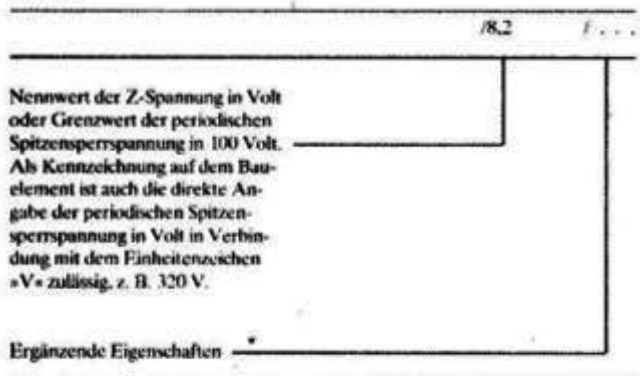 /8,2 / . . .
Nennwert der Z-Spannung in Volt
oder Grenzwert der periodischen
Spitzensperrspannung in 100 Volt.
Als Kennzeichnung auf dem Bau-
element ist auch die direkte An-
gabe der periodischen Spitzen-
sperrspannung in Volt in Verbin-
dung mit dem Einheitenzeichen
»V« zulässig, z. B. 320 V.
Ergänzende Eigenschaften